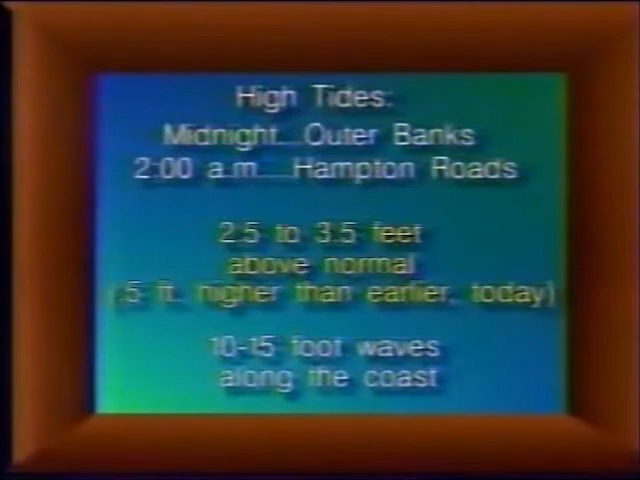 High Tides:
Midnight....Outer Banks
2:00 a.m.....Hampton Roads
2.5 to 3.5 feet
above normal
(.5 ft. higher than earlier, today)
10-15 foot waves
along the coast